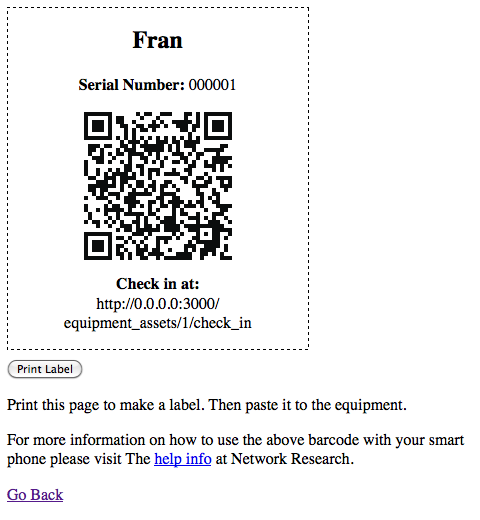 Fran
Serial Number: 000001
Check in at:
http://0.0.0.0:3000/
equipment_assets/1/check_in
Print Label
Print this page to make a label. Then paste it to the equipment.
For more information on how to use the above barcode with your smart
phone please visit The help info at Network Research.
Go Back